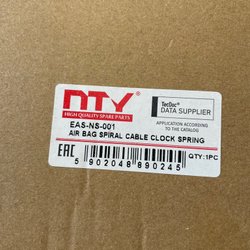 NTY
HIGH QUALITY SPARE PARTS
TecDoc®
DATA SUPPLIER
APPLICATION ACCORDING
TO THE CATALOG
EAS-NS-001
AIR BAG SPIRAL CABLE CLOCK SPRING
EAC
QTY:1PC
5 902048 890245